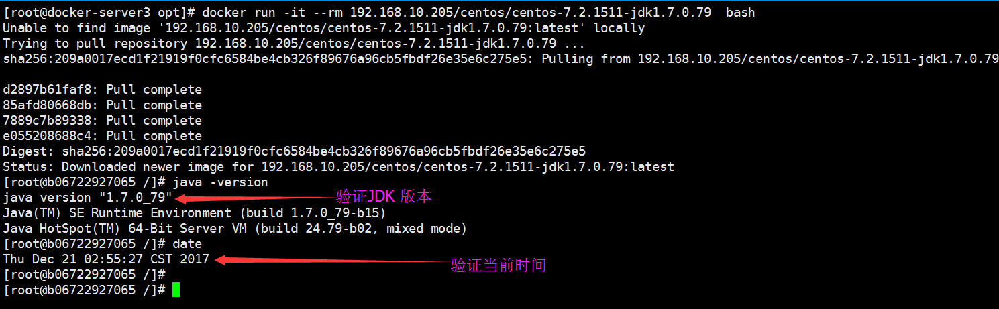 [root@docker-server3 opt]# docker run -it --rm 192.168.10.205/centos/centos-7.2.1511-jdk1.7.0.79  bash
Unable to find image '192.168.10.205/centos/centos-7.2.1511-jdk1.7.0.79:latest' locally
Trying to pull repository 192.168.10.205/centos/centos-7.2.1511-jdk1.7.0.79 ...
sha256:209a0017ecd1f21919f0cfc6584be4cb326f89676a96cb5fbdf26e35e6c275e5: Pulling from 192.168.10.205/centos/centos-7.2.1511-jdk1.7.0.79
d2897b61faf8: Pull complete
85afd80668db: Pull complete
7889c7b89338: Pull complete
e055208688c4: Pull complete
Digest: sha256:209a0017ecd1f21919f0cfc6584be4cb326f89676a96cb5fbdf26e35e6c275e5
Status: Downloaded newer image for 192.168.10.205/centos/centos-7.2.1511-jdk1.7.0.79:latest
[root@b06722927065 /]# java -version
java version "1.7.0_79" 验证JDK 版本
Java(TM) SE Runtime Environment (build 1.7.0_79-b15)
Java HotSpot(TM) 64-Bit Server VM (build 24.79-b02, mixed mode)
[root@b06722927065 /]# date
Thu Dec 21 02:55:27 CST 2017 验证当前时间
[root@b06722927065 /]#
[root@b06722927065 /]#